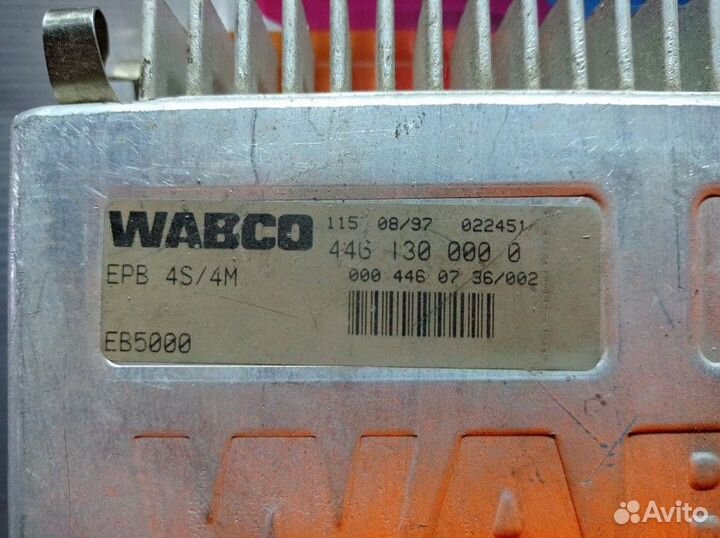 WABCO
115 08/97 022451
446 130 000 0
EPB 4S/4M
000 446 07 36/002
EB5000
WAB
Avito